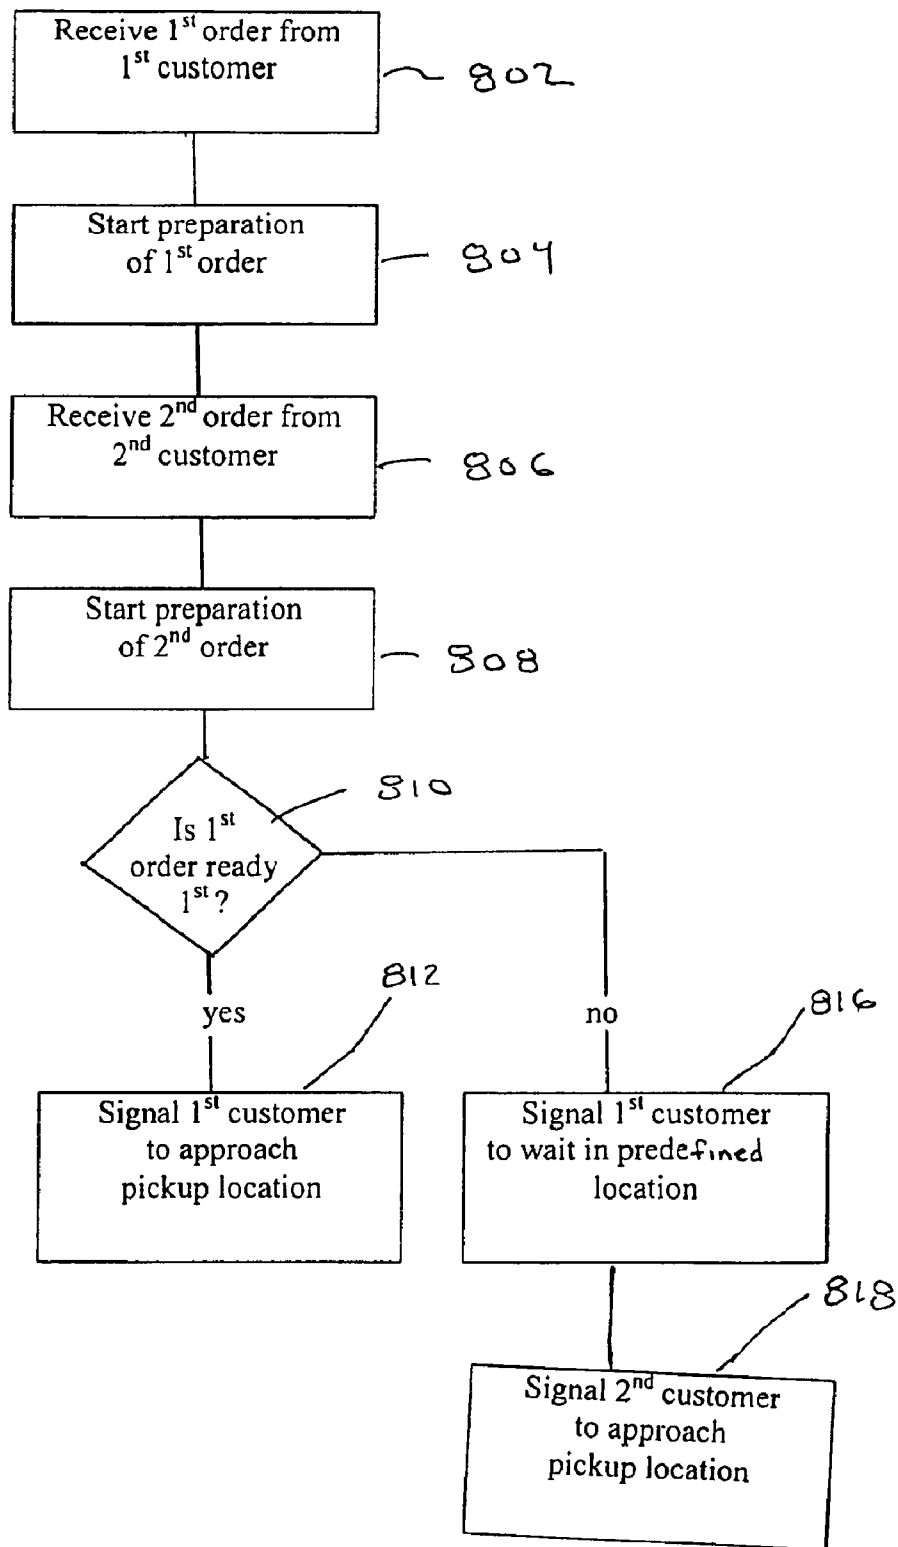 Receive 1st order from
1st customer
802
Start preparation
of 1st order
804
Receive 2nd order from
2nd customer
806
Start preparation
of 2nd order
808
810
Is 1st
order ready
1st?
812
yes
no
816
Signal 1st customer
to approach
pickup location
Signal 1st customer
to wait in predefined
location
818
Signal 2nd customer
to approach
pickup location